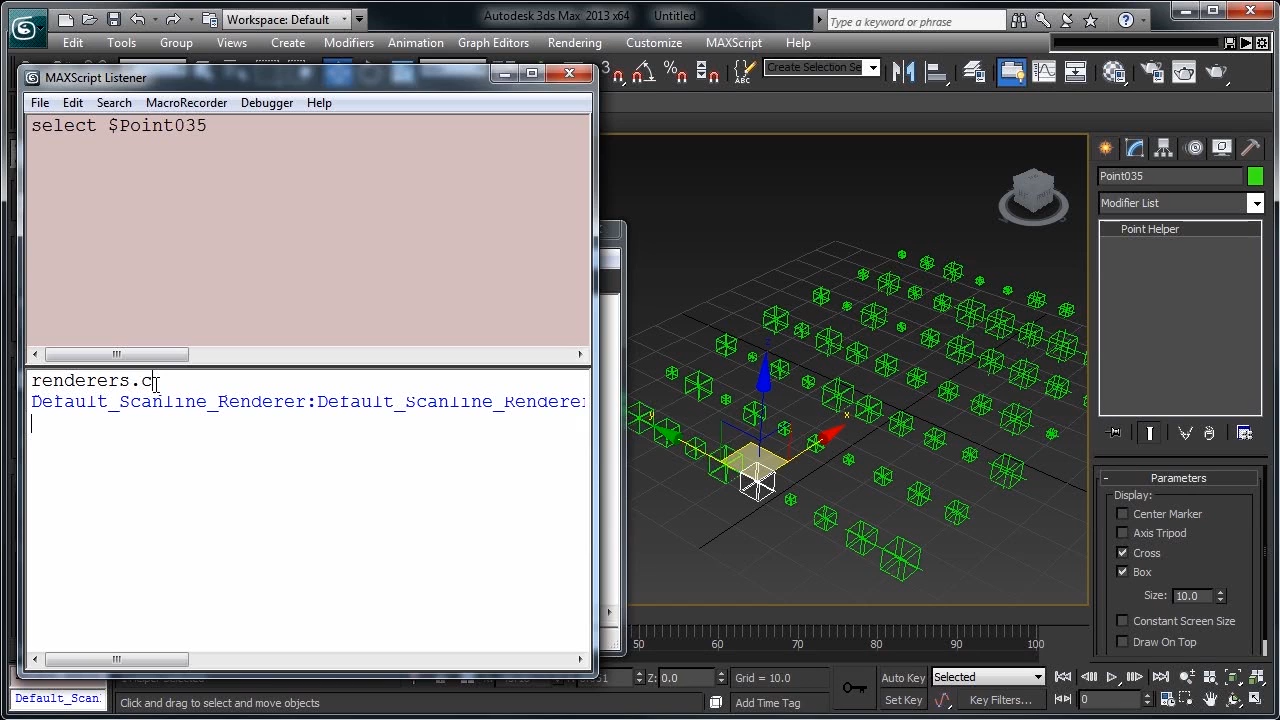 Workspace: Default
Autodesk 3ds Max 2013 x64 Untitled
Type a keyword or phrase
Edit Tools Group Views Create Modifiers Animation Graph Editors Rendering Customize MAXScript Help
MAXScript Listener
Create Selection Se
File Edit Search MacroRecorder Debugger Help
select $Point035
Point035
Modifier List
Point Helper
renderers.c
Default_Scanline_Renderer:Default_Scanline_Renderer
x
y
Parameters
Display:
Center Marker
Axis Tripod
Cross
Box
Size: 10.0
Constant Screen Size
Draw On Top
50 60 70 80 90 100
Z: 0.0
Grid = 10.0
Auto Key
Selected
Default_Scanl
Click and drag to select and move objects
Add Time Tag
Set Key
Key Filters...
0